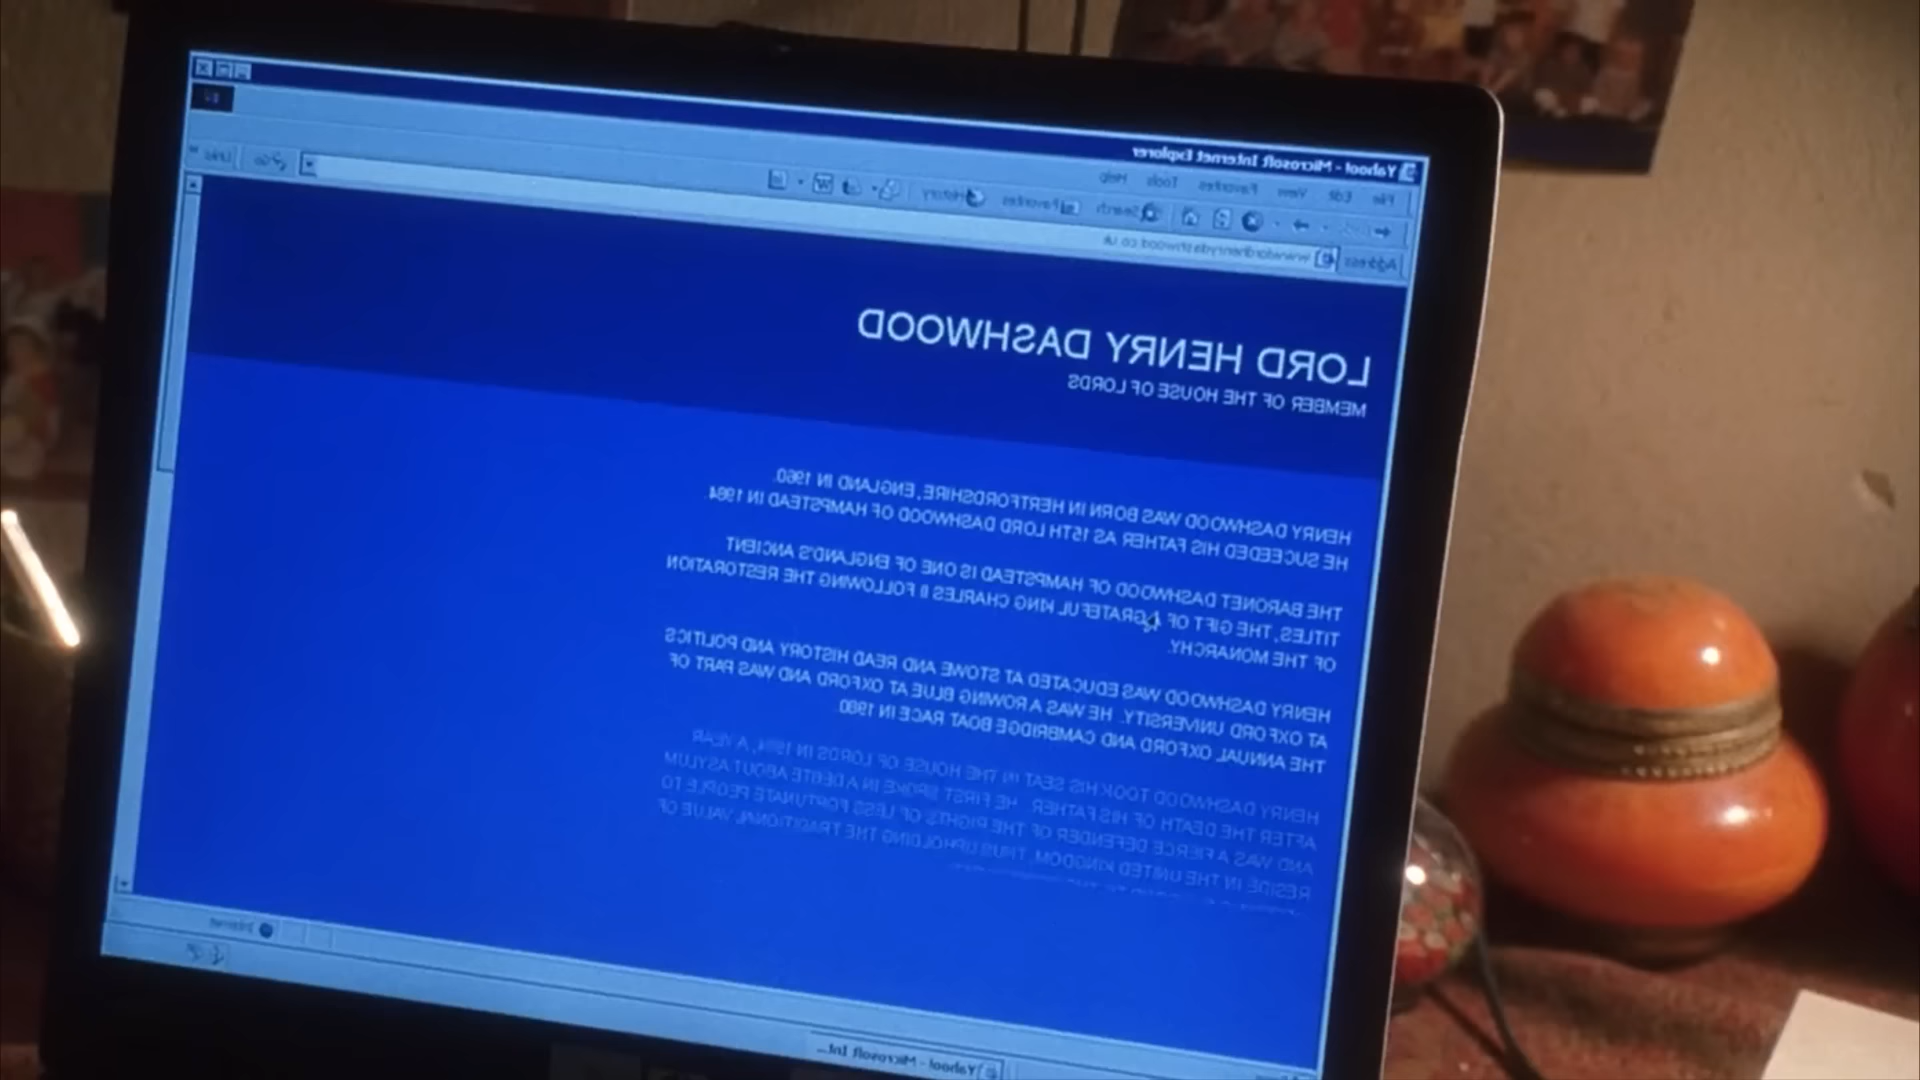 Yahoo! - Microsoft Internet Explorer
File Edit View Favorites Tools Help
Search Favorites History
Address www.lordhenrydashwood.co.uk
Go Links
LORD HENRY DASHWOOD
MEMBER OF THE HOUSE OF LORDS
HENRY DASHWOOD WAS BORN IN HERTFORDSHIRE, ENGLAND IN 1960.
HE SUCEEDED HIS FATHER AS 15TH LORD DASHWOOD OF HAMPSTEAD IN 1984.
THE BARONET DASHWOOD OF HAMPSTEAD IS ONE OF ENGLAND'S ANCIENT
TITLES, THE GIFT OF A GRATEFUL KING CHARLES II FOLLOWING THE RESTORATION
OF THE MONARCHY.
HENRY DASHWOOD WAS EDUCATED AT STOWE AND READ HISTORY AND POLITICS
AT OXFORD UNIVERSITY. HE WAS A ROWING BLUE AT OXFORD AND WAS PART OF
THE ANNUAL OXFORD AND CAMBRIDGE BOAT RACE IN 1980.
HENRY DASHWOOD TOOK HIS SEAT IN THE HOUSE OF LORDS IN 1984, A YEAR
AFTER THE DEATH OF HIS FATHER. HE FIRST SPOKE IN A DEBATE ABOUT ASYLUM
AND WAS A FIERCE DEFENDER OF THE RIGHTS OF LESS FORTUNATE PEOPLE TO
RESIDE IN THE UNITED KINGDOM, THUS UPHOLDING THE TRADITIONAL VALUE OF
Internet
Yahoo! - Microsoft Int...